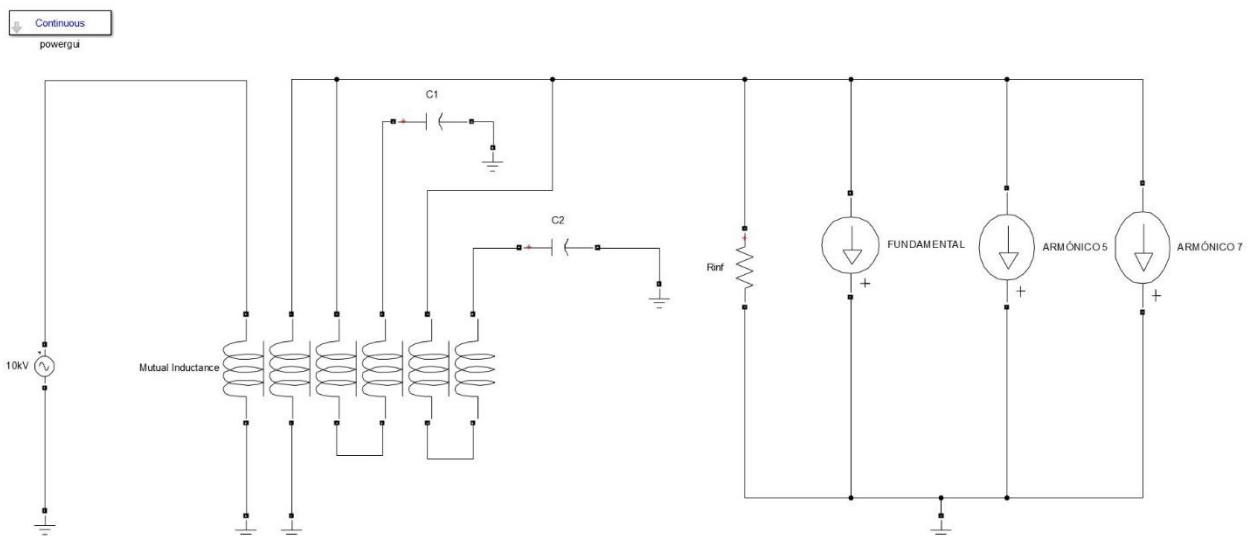 Continuous
powergui
C1
C2
FUNDAMENTAL
ARMÓNICO 5
ARMÓNICO 7
Rinf
10kV
Mutual Inductance